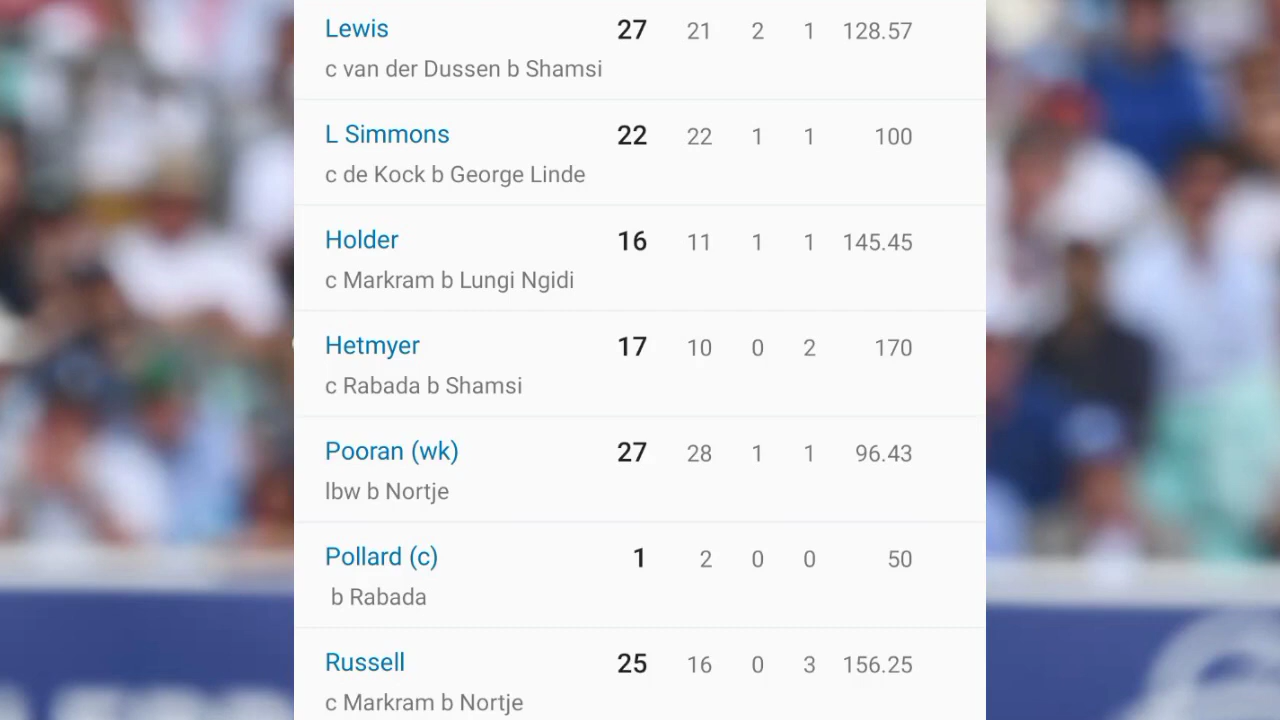 Lewis 27 21 2 1 128.57
c van der Dussen b Shamsi
L Simmons 22 22 1 1 100
c de Kock b George Linde
Holder 16 11 1 1 145.45
c Markram b Lungi Ngidi
Hetmyer 17 10 0 2 170
c Rabada b Shamsi
Pooran (wk) 27 28 1 1 96.43
lbw b Nortje
Pollard (c) 1 2 0 0 50
b Rabada
Russell 25 16 0 3 156.25
c Markram b Nortje